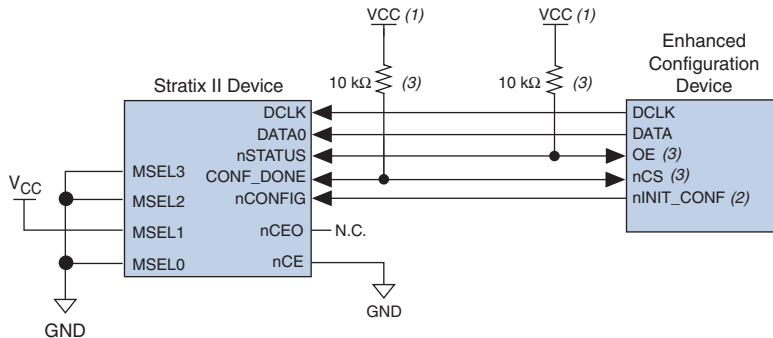 VCC (1)
VCC (1)
Enhanced
Configuration
Device
Stratix II Device
10 kΩ
(3)
10 kΩ
(3)
DCLK
DCLK
DATA0
DATA
nSTATUS
OE (3)
MSEL3
CONF_DONE
nCS (3)
VCC
MSEL2
nCONFIG
nINIT_CONF (2)
MSEL1
nCEO
N.C.
MSEL0
nCE
GND
GND